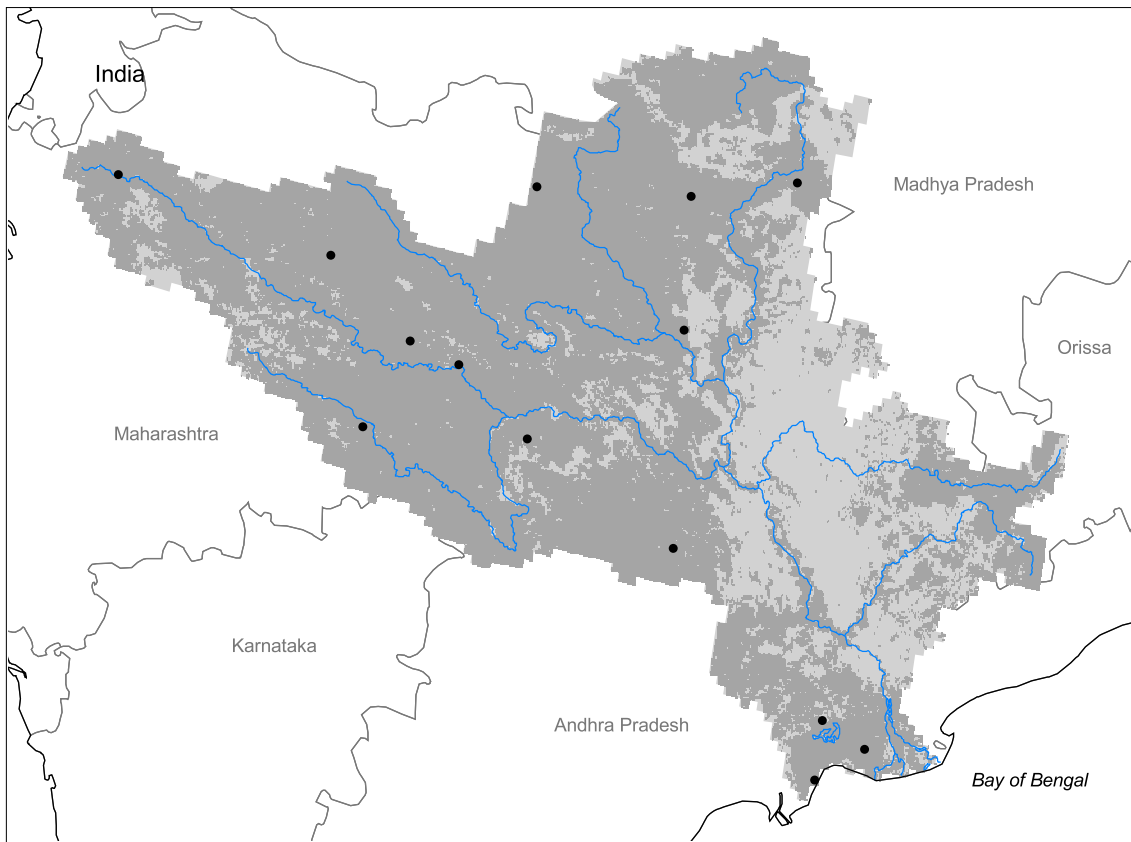 India
Madhya Pradesh
Orissa
Maharashtra
Karnataka
Andhra Pradesh
Bay of Bengal